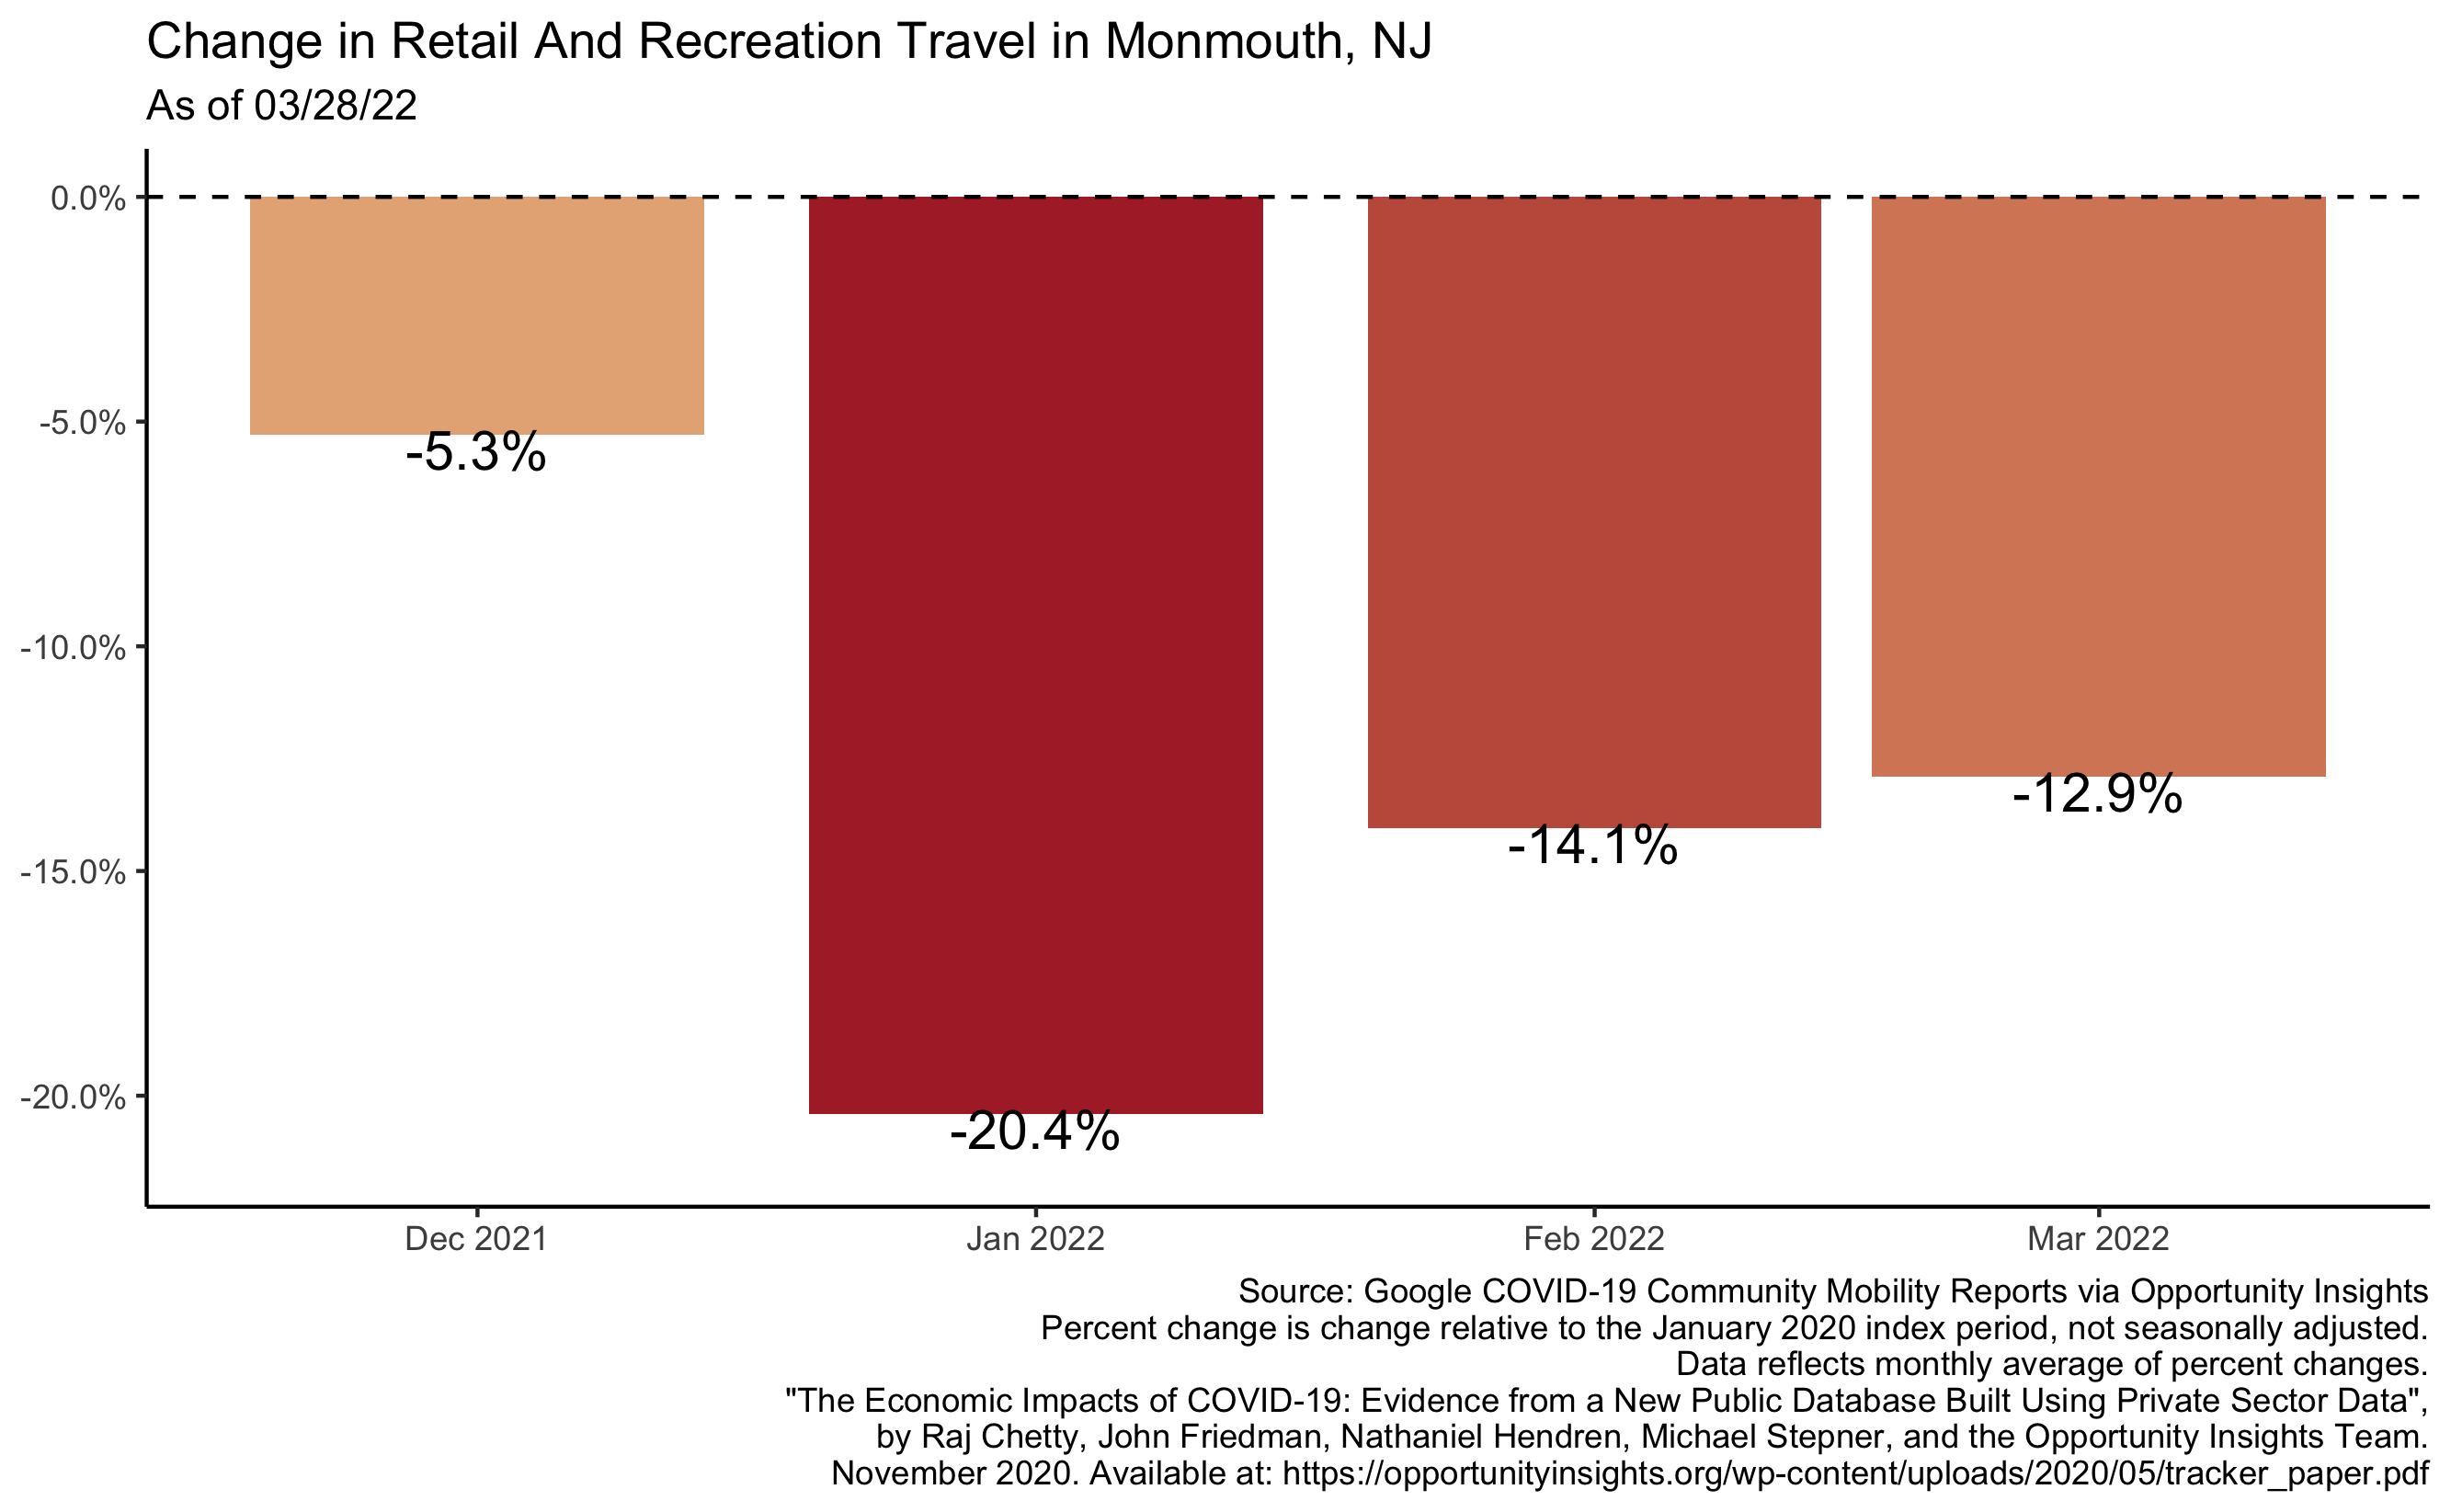 Change in Retail And Recreation Travel in Monmouth, NJ
As of 03/28/22
0.0%
-5.0%
-10.0%
-15.0%
-20.0%
-5.3%
-20.4%
-14.1%
-12.9%
Dec 2021
Jan 2022
Feb 2022
Mar 2022
Source: Google COVID-19 Community Mobility Reports via Opportunity Insights
Percent change is change relative to the January 2020 index period, not seasonally adjusted.
Data reflects monthly average of percent changes.
"The Economic Impacts of COVID-19: Evidence from a New Public Database Built Using Private Sector Data",
by Raj Chetty, John Friedman, Nathaniel Hendren, Michael Stepner, and the Opportunity Insights Team.
November 2020. Available at: https://opportunityinsights.org/wp-content/uploads/2020/05/tracker_paper.pdf